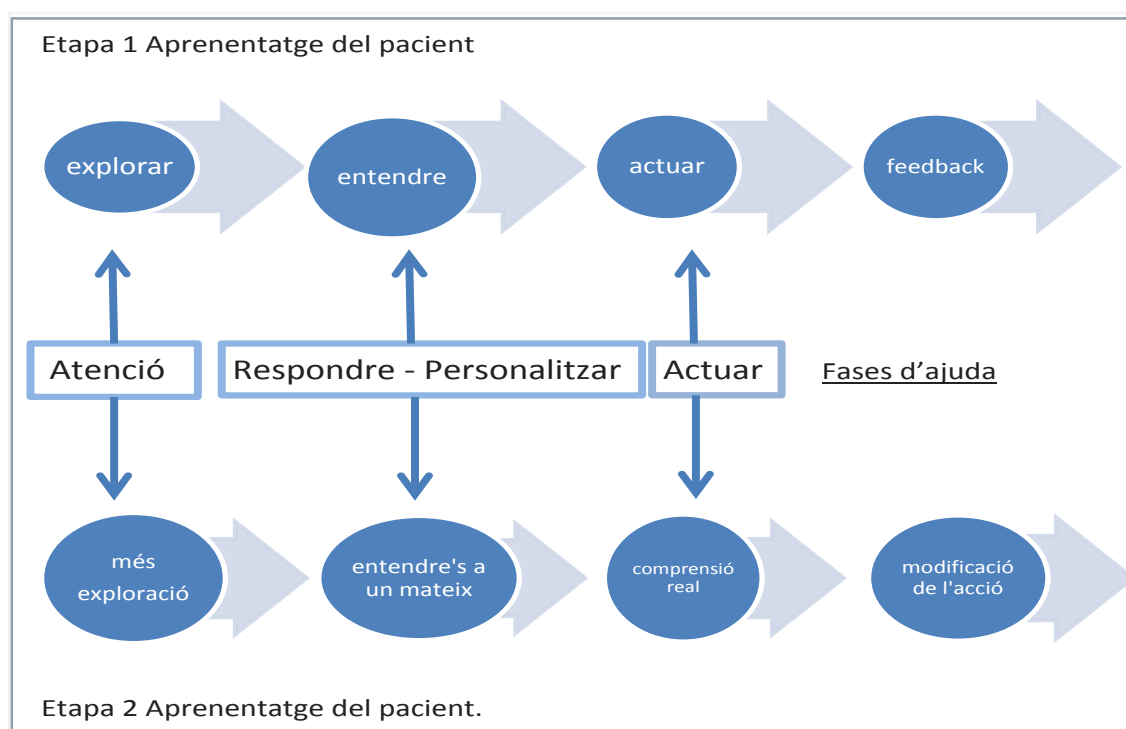 Etapa 1 Aprenentatge del pacient
explorar
entendre
actuar
feedback
Atenció
Respondre - Personalitzar
Actuar
Fases d’ajuda
més
exploració
entendre's a
un mateix
comprensió
real
modificació
de l'acció
Etapa 2 Aprenentatge del pacient.